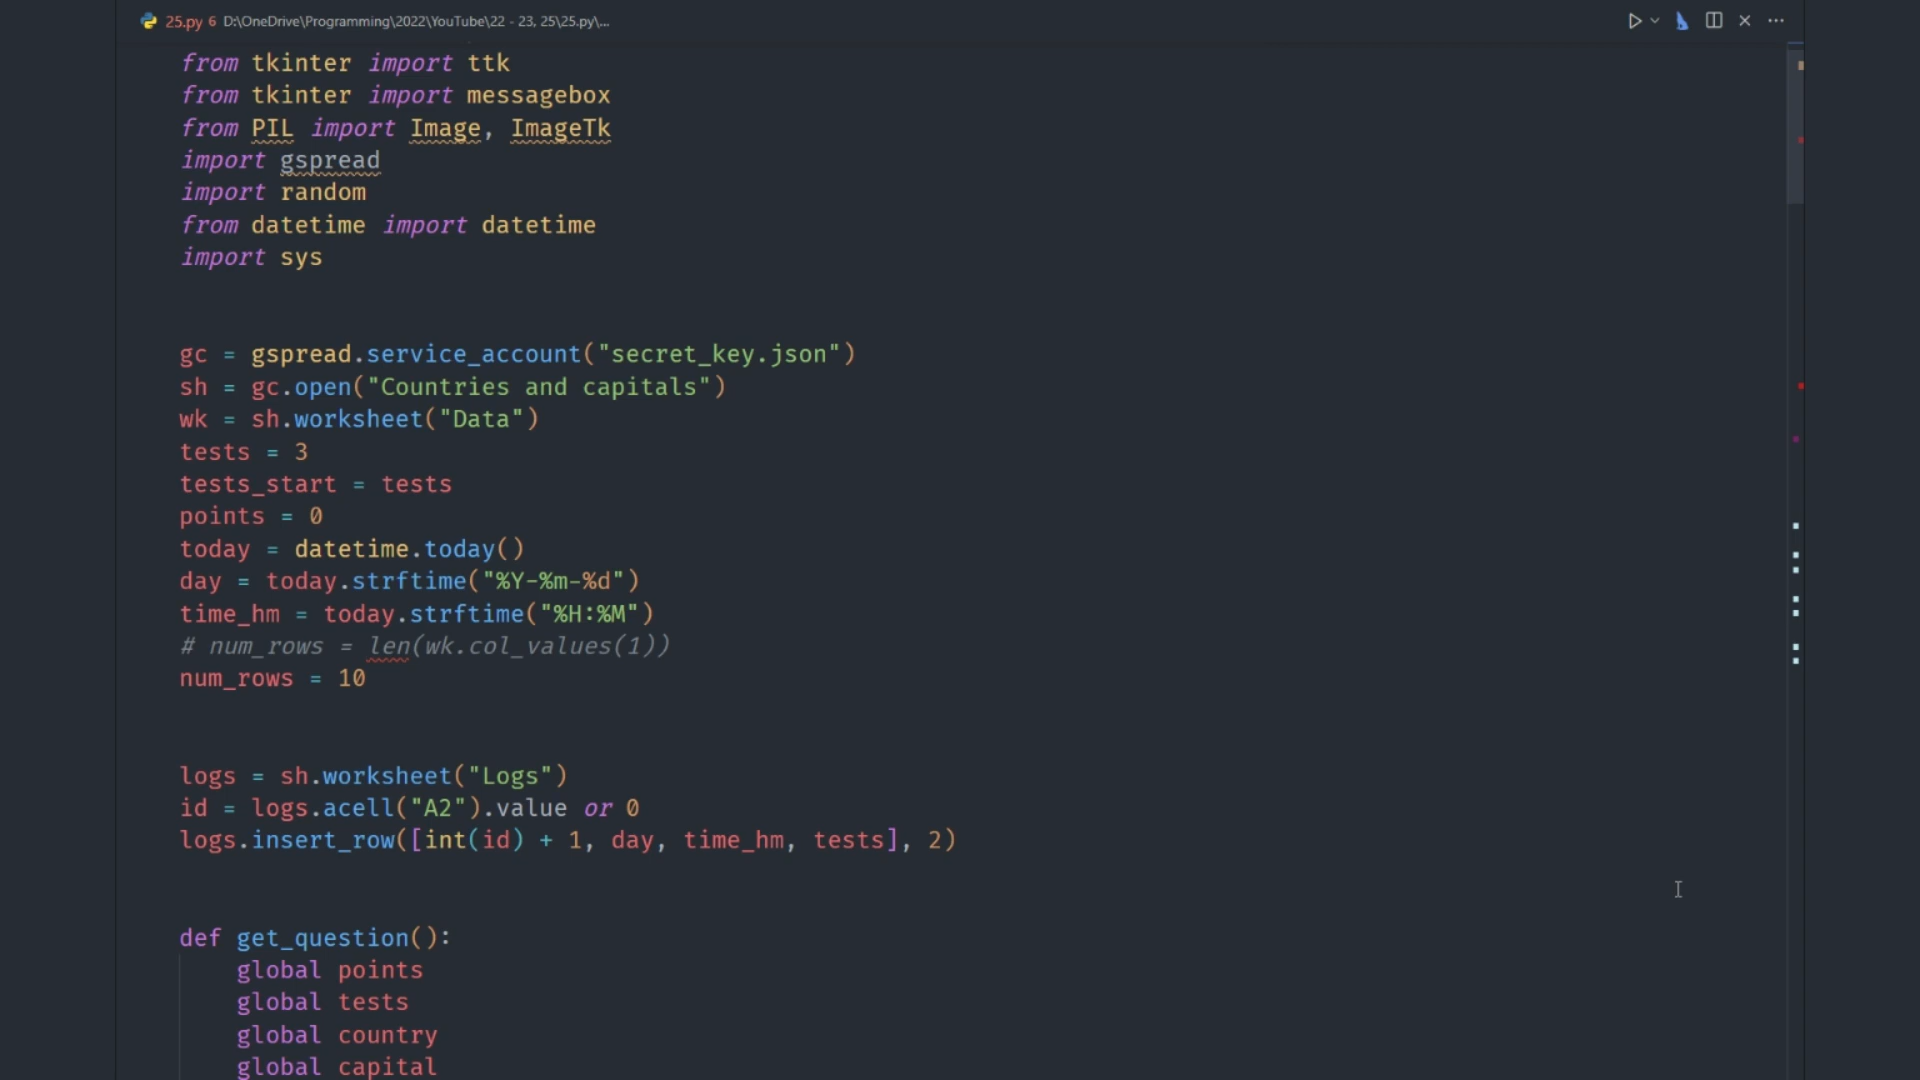 25.py 6 D:\OneDrive\Programming\2022\YouTube\22 - 23, 25\25.py\...
from tkinter import ttk
from tkinter import messagebox
from PIL import Image, ImageTk
import gspread
import random
from datetime import datetime
import sys
gc = gspread.service_account("secret_key.json")
sh = gc.open("Countries and capitals")
wk = sh.worksheet("Data")
tests = 3
tests_start = tests
points = 0
today = datetime.today()
day = today.strftime("%Y-%m-%d")
time_hm = today.strftime("%H:%M")
# num_rows = len(wk.col_values(1))
num_rows = 10
logs = sh.worksheet("Logs")
id = logs.acell("A2").value or 0
logs.insert_row([int(id) + 1, day, time_hm, tests], 2)
def get_question():
    global points
    global tests
    global country
    global capital